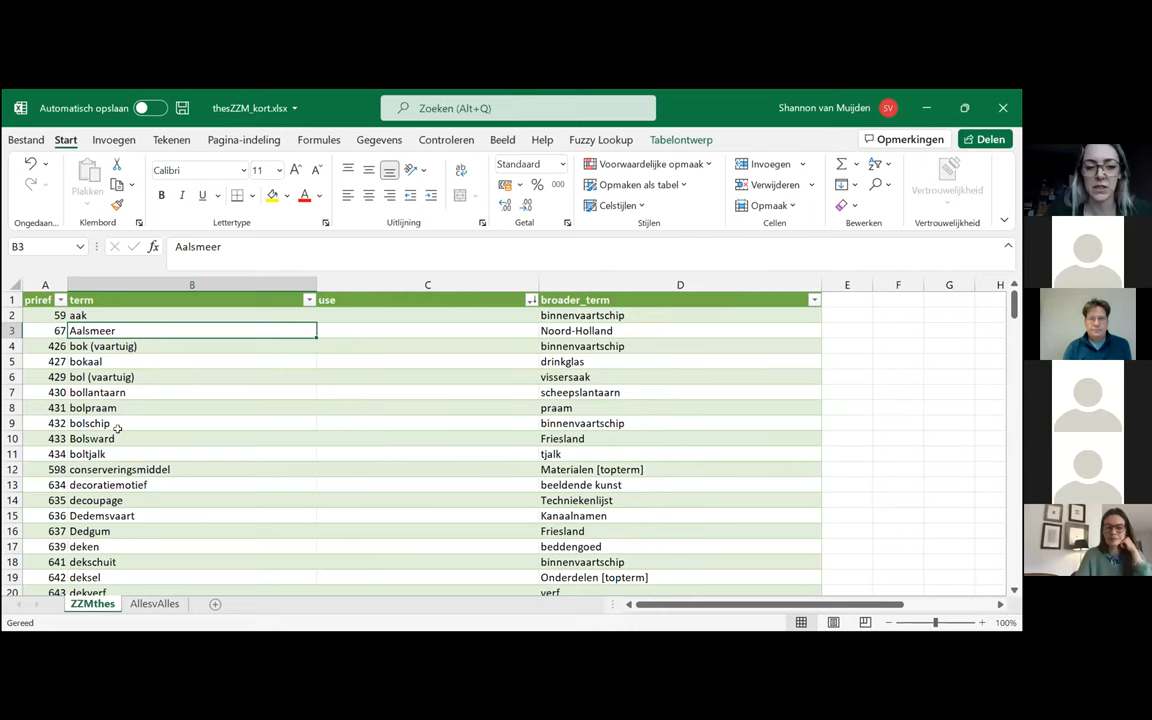 Automatisch opslaan thesZZM_kort.xlsx Zoeken (Alt+Q) Shannon van Muijden SV
Bestand Start Invoegen Tekenen Pagina-indeling Formules Gegevens Controleren Beeld Help Fuzzy Lookup Tabelontwerp Opmerkingen Delen
Plakken Calibri 11 Standaard Voorwaardelijke opmaak Invoegen Vertrouwelijkheid
B I U % 000 Opmaken als tabel Verwijderen
Celstijlen Opmaak
Ongedaan... Klembord Lettertype Uitlijning Getal Stijlen Cellen Bewerken Vertrouwelijkheid
B3 fx Aalsmeer
A B C D E F G H
1 priref term use broader_term
2 59 aak binnenvaartschip
3 67 Aalsmeer Noord-Holland
4 426 bok (vaartuig) binnenvaartschip
5 427 bokaal drinkglas
6 429 bol (vaartuig) vissersaak
7 430 bollantaarn scheepslantaarn
8 431 bolpraam praam
9 432 bolschip binnenvaartschip
10 433 Bolsward Friesland
11 434 boltjalk tjalk
12 598 conserveringsmiddel Materialen [topterm]
13 634 decoratiemotief beeldende kunst
14 635 decoupage Techniekenlijst
15 636 Dedemsvaart Kanaalnamen
16 637 Dedgum Friesland
17 639 deken beddengoed
18 641 dekschuit binnenvaartschip
19 642 deksel Onderdelen [topterm]
20 643 dekverf verf
ZZMthes AllesvAlles
Gereed 100%